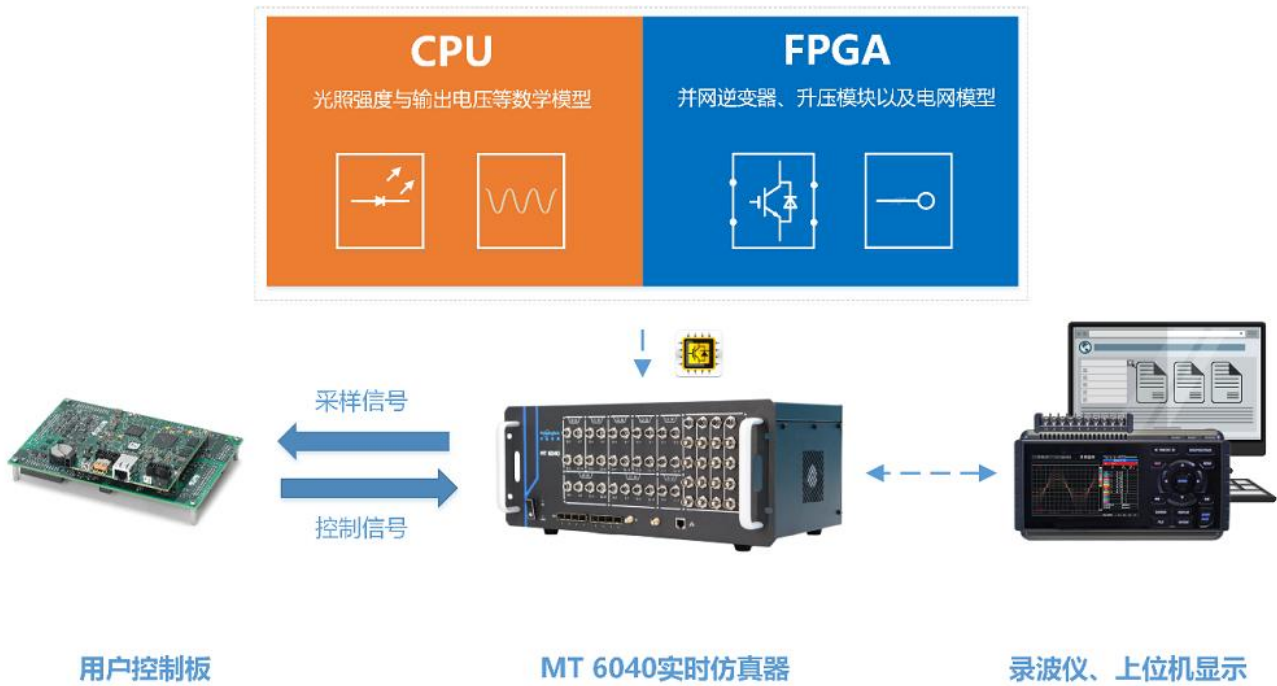 CPU
光照强度与输出电压等数学模型
FPGA
并网逆变器、升压模块以及电网模型
采样信号
控制信号
MT 6040
用户控制板
MT 6040实时仿真器
录波仪、上位机显示